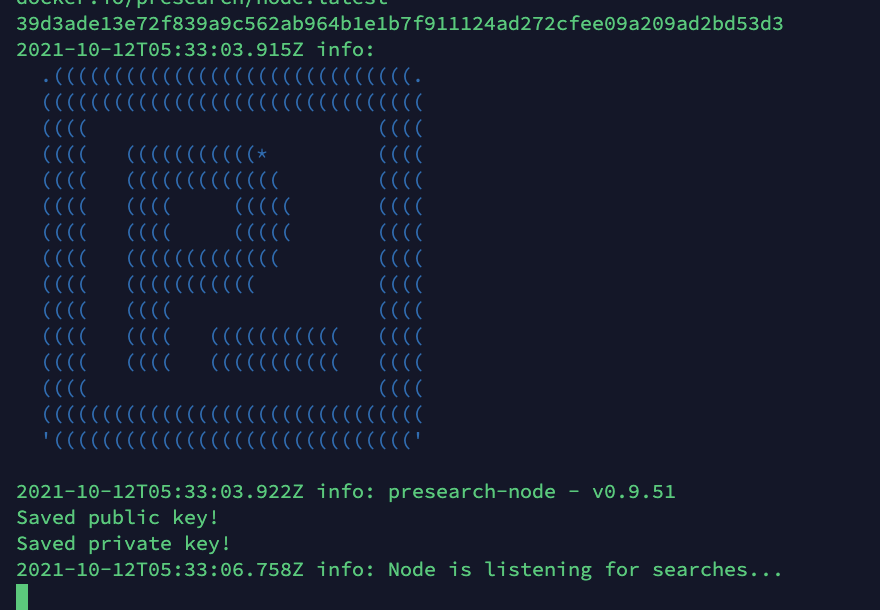 docker.io/presearch/node:latest
39d3ade13e72f839a9c562ab964b1e1b7f911124ad272cfee09a209ad2bd53d3
2021-10-12T05:33:03.915Z info:
.((((((((((((((((((((((((((((((.
((((((((((((((((((((((((((((((((
((((                        ((((
((((   (((((((((((*         ((((
((((   (((((((((((((        ((((
((((   ((((     (((((       ((((
((((   ((((     (((((       ((((
((((   (((((((((((((        ((((
((((   (((((((((((          ((((
((((   ((((                 ((((
((((   ((((   (((((((((((   ((((
((((   ((((   (((((((((((   ((((
((((                        ((((
((((((((((((((((((((((((((((((((
'(((((((((((((((((((((((((((((('
2021-10-12T05:33:03.922Z info: presearch-node - v0.9.51
Saved public key!
Saved private key!
2021-10-12T05:33:06.758Z info: Node is listening for searches...